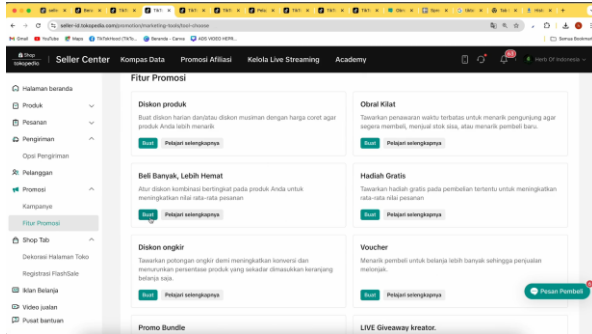 seller-id.tokopedia.com/promotion/marketing-tools/tool-choose
Gmail YouTube Maps
Beranda - Canva
Semua Bookmark
Shop tokopedia Seller Center Kompas Data Promosi Afiliasi Kelola Live Streaming Academy Herb Of Indonesia
Halaman beranda
Produk
Pesanan
Pengiriman
Opsi Pengiriman
Pelanggan
Promosi
Kampanye
Fitur Promosi
Shop Tab
Dekorasi Halaman Toko
Registrasi FlashSale
Iklan Belanja
Video jualan
Pusat bantuan
Fitur Promosi
Diskon produk
Buat diskon harian dan/atau diskon musiman dengan harga coret agar
produk Anda lebih menarik
Buat Pelajari selengkapnya
Obral Kilat
Tawarkan penawaran waktu terbatas untuk menarik pengunjung agar
segera membeli, menjual stok sisa, atau menarik pembeli baru.
Buat Pelajari selengkapnya
Beli Banyak, Lebih Hemat
Atur diskon kombinasi bertingkat pada produk Anda untuk
meningkatkan nilai rata-rata pesanan
Buat Pelajari selengkapnya
Hadiah Gratis
Tawarkan hadiah gratis pada pembelian tertentu untuk meningkatkan
rata-rata nilai pesanan
Buat Pelajari selengkapnya
Diskon ongkir
Tawarkan potongan ongkir demi meningkatkan konversi dan
menurunkan persentase produk yang sekadar dimasukkan keranjang
belanja saja.
Buat Pelajari selengkapnya
Voucher
Menarik pembeli untuk belanja lebih banyak sehingga penjualan
melonjak.
Buat Pelajari selengkapnya
Pesan Pembeli
Promo Bundle
LIVE Giveaway kreator.